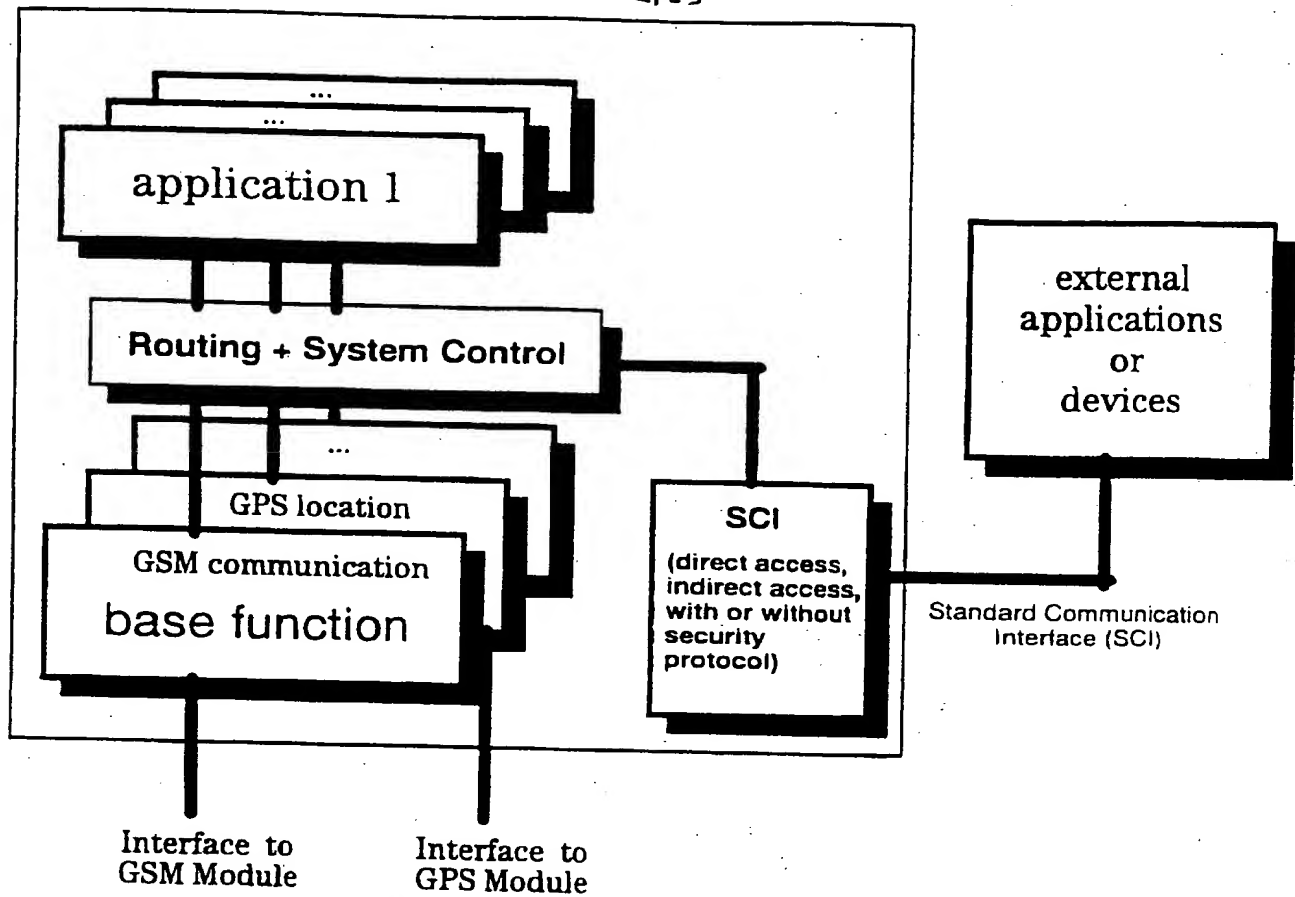 ...
...
application 1
Routing + System Control
...
GPS location
GSM communication
base function
SCI
(direct access,
indirect access,
with or without
security
protocol)
external
applications
or
devices
Standard Communication
Interface (SCI)
Interface to
GSM Module
Interface to
GPS Module